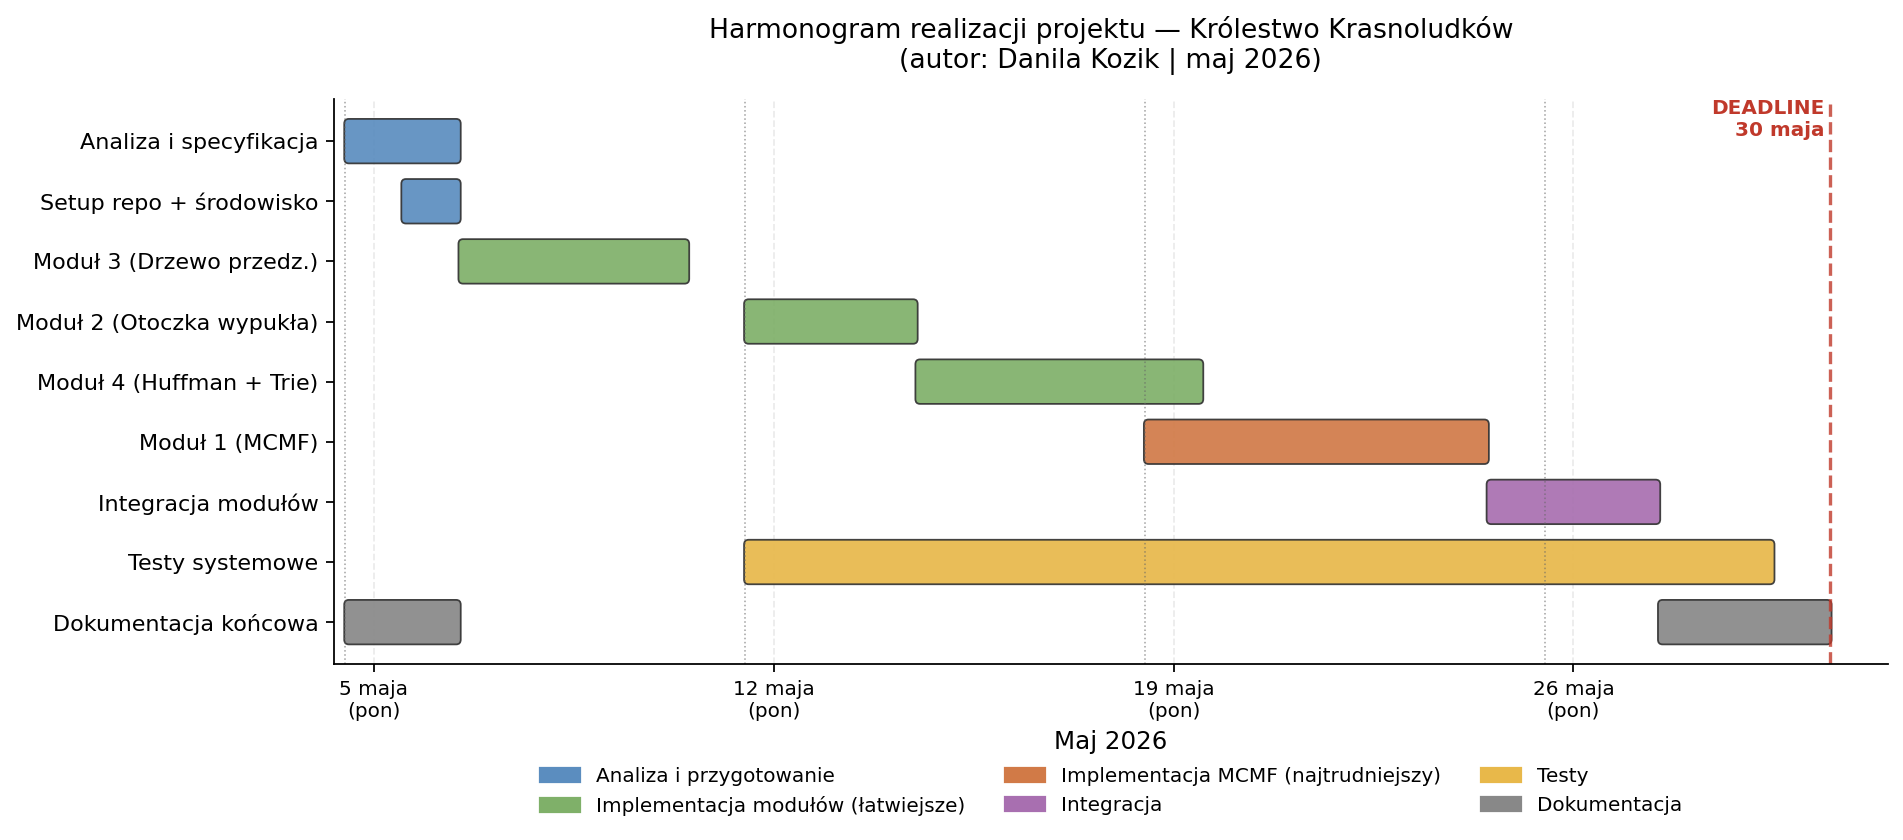 Harmonogram realizacji projektu — Królestwo Krasnoludków
(autor: Danila Kozik | maj 2026)
DEADLINE
30 maja
Analiza i specyfikacja
Setup repo + środowisko
Moduł 3 (Drzewo przedz.)
Moduł 2 (Otoczka wypukła)
Moduł 4 (Huffman + Trie)
Moduł 1 (MCMF)
Integracja modułów
Testy systemowe
Dokumentacja końcowa
5 maja
(pon)
12 maja
(pon)
19 maja
(pon)
26 maja
(pon)
Maj 2026
Analiza i przygotowanie
Implementacja modułów (łatwiejsze)
Implementacja MCMF (najtrudniejszy)
Integracja
Testy
Dokumentacja